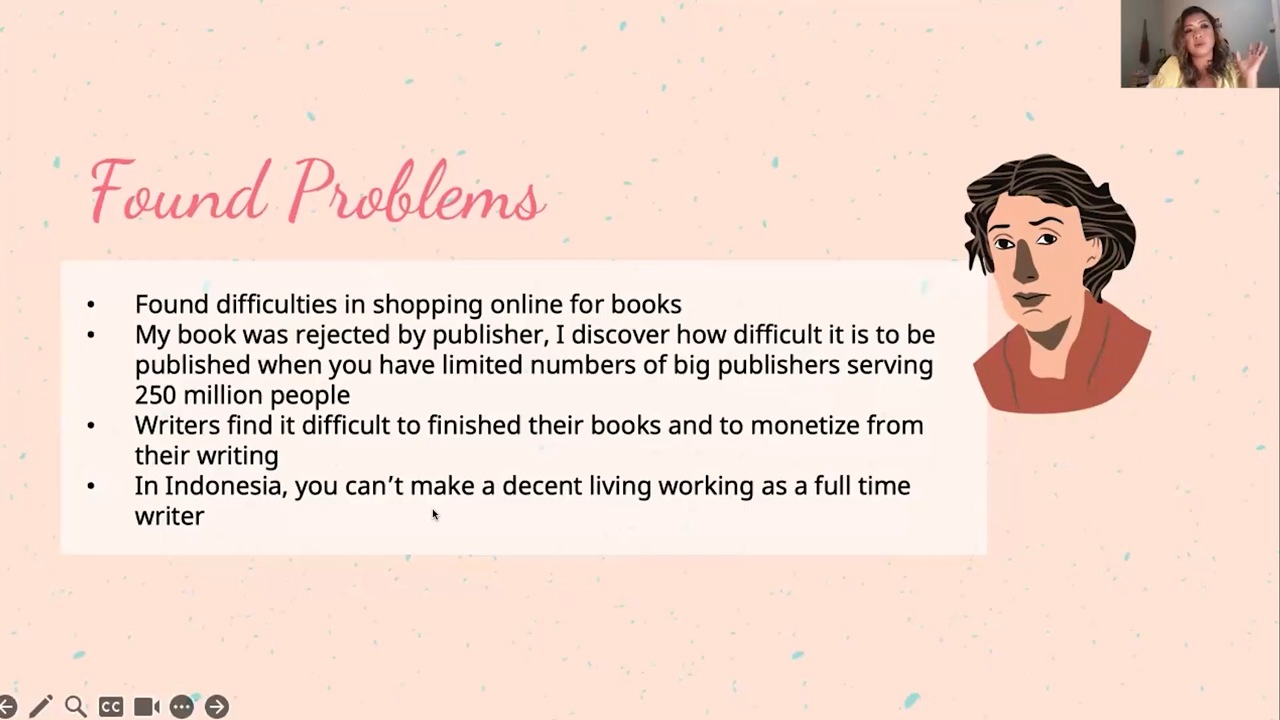 Found Problems
• Found difficulties in shopping online for books
• My book was rejected by publisher, I discover how difficult it is to be
published when you have limited numbers of big publishers serving
250 million people
• Writers find it difficult to finished their books and to monetize from
their writing
• In Indonesia, you can’t make a decent living working as a full time
writer
CC